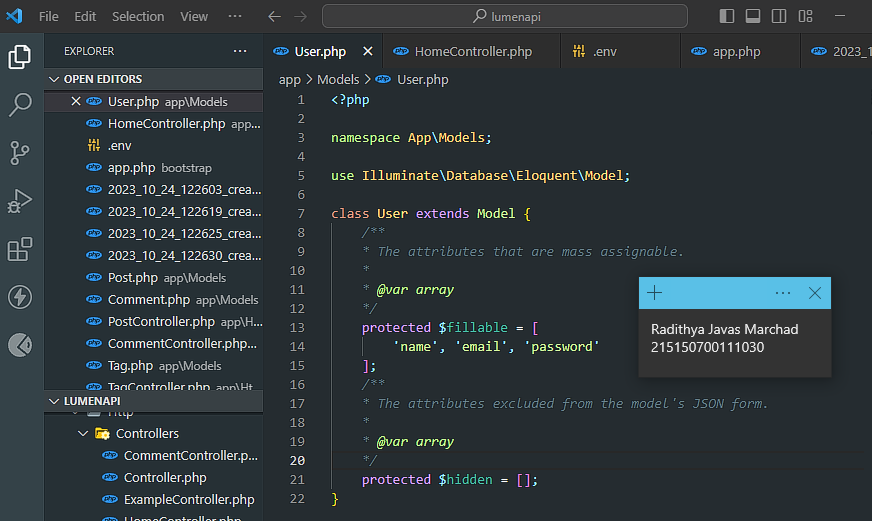 File Edit Selection View ··· lumenapi
EXPLORER ···
User.php HomeController.php .env app.php 2023_1
OPEN EDITORS
User.php app\Models
HomeController.php app...
.env
app.php bootstrap
2023_10_24_122603_crea...
2023_10_24_122619_crea...
2023_10_24_122625_crea...
2023_10_24_122630_crea...
Post.php app\Models
Comment.php app\Models
PostController.php app\H...
CommentController.php...
Tag.php app\Models
TagController.php app\Ht...
LUMENAPI
Http
Controllers
CommentController.p...
Controller.php
ExampleController.php
HomeController.php
app > Models > User.php
1 <?php
2
3 namespace App\Models;
4
5 use Illuminate\Database\Eloquent\Model;
6
7 class User extends Model {
8 /**
9 * The attributes that are mass assignable.
10 *
11 * @var array
12 */
13 protected $fillable = [
14 'name', 'email', 'password'
15 ];
16 /**
17 * The attributes excluded from the model's JSON form.
18 *
19 * @var array
20 */
21 protected $hidden = [];
22 }
Radithya Javas Marchad
215150700111030